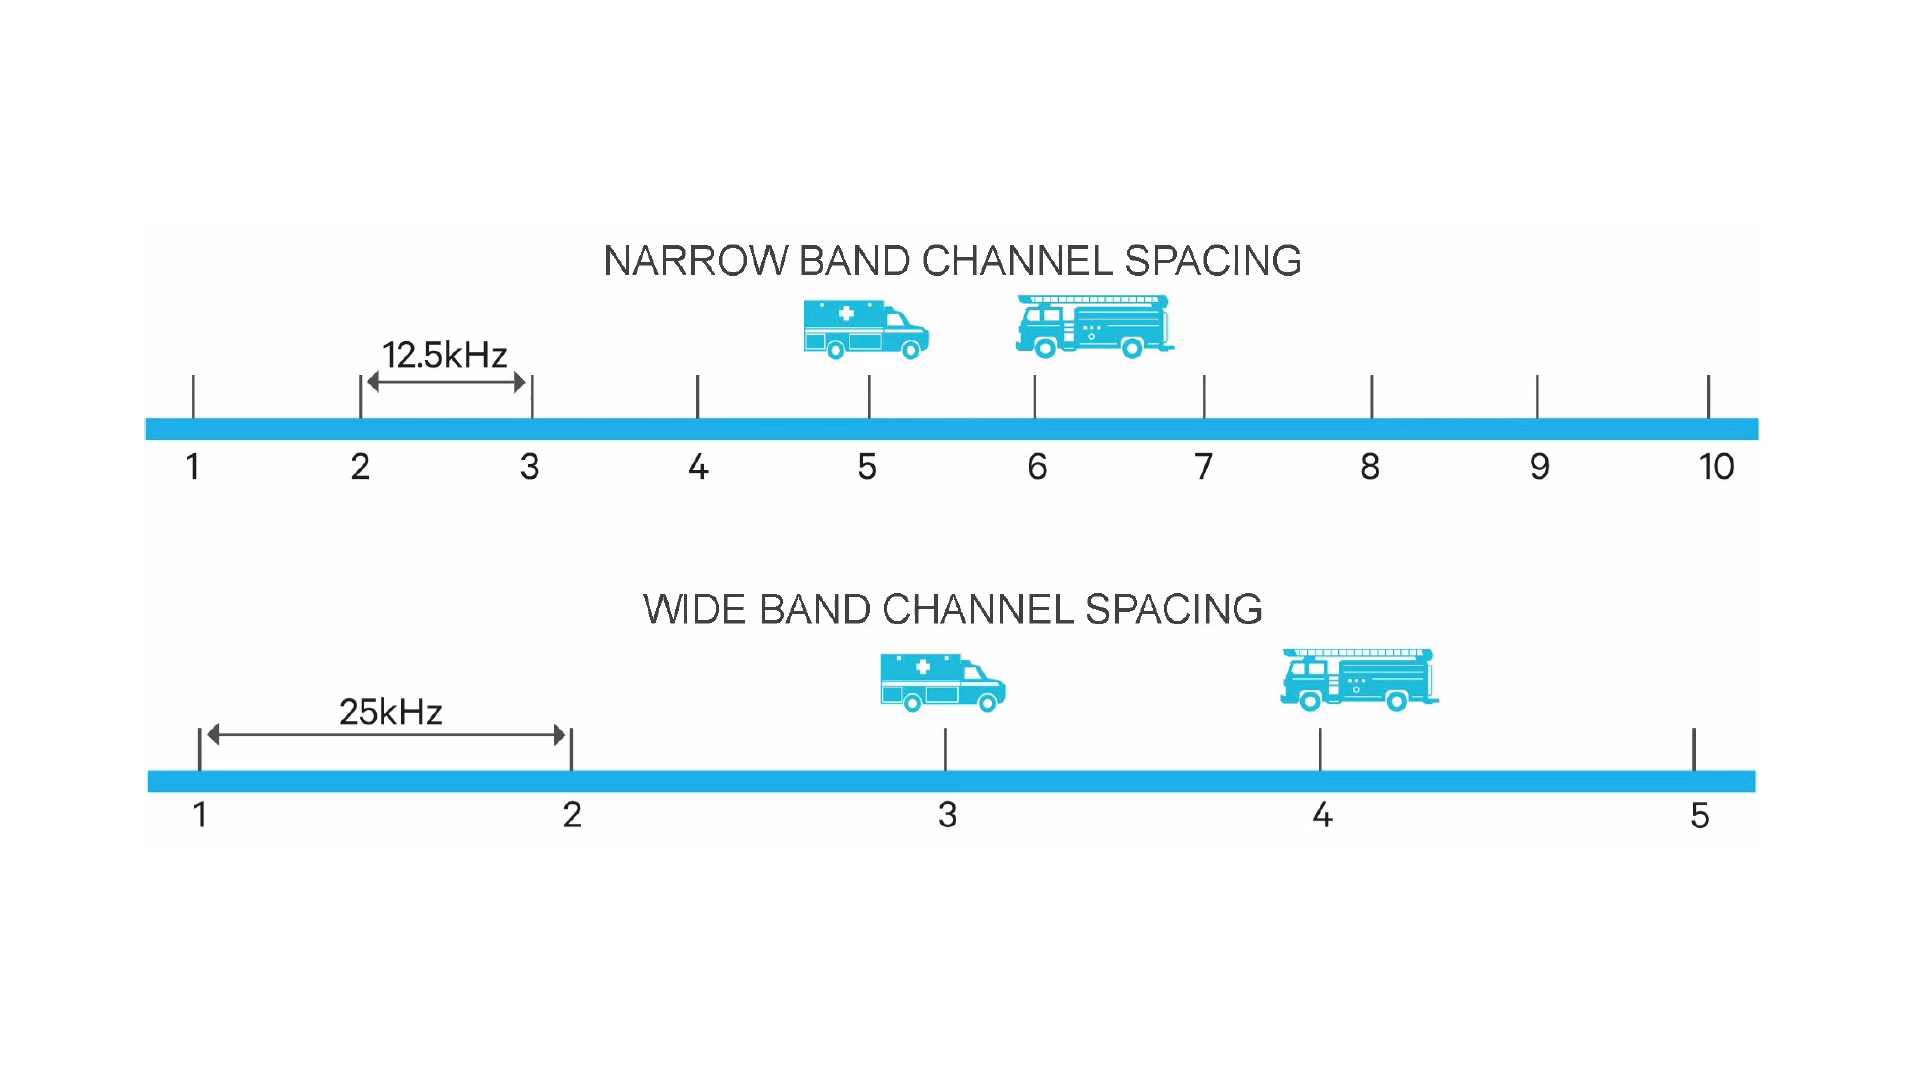 NARROW BAND CHANNEL SPACING
12.5kHz
1 2 3 4 5 6 7 8 9 10
WIDE BAND CHANNEL SPACING
25kHz
1 2 3 4 5